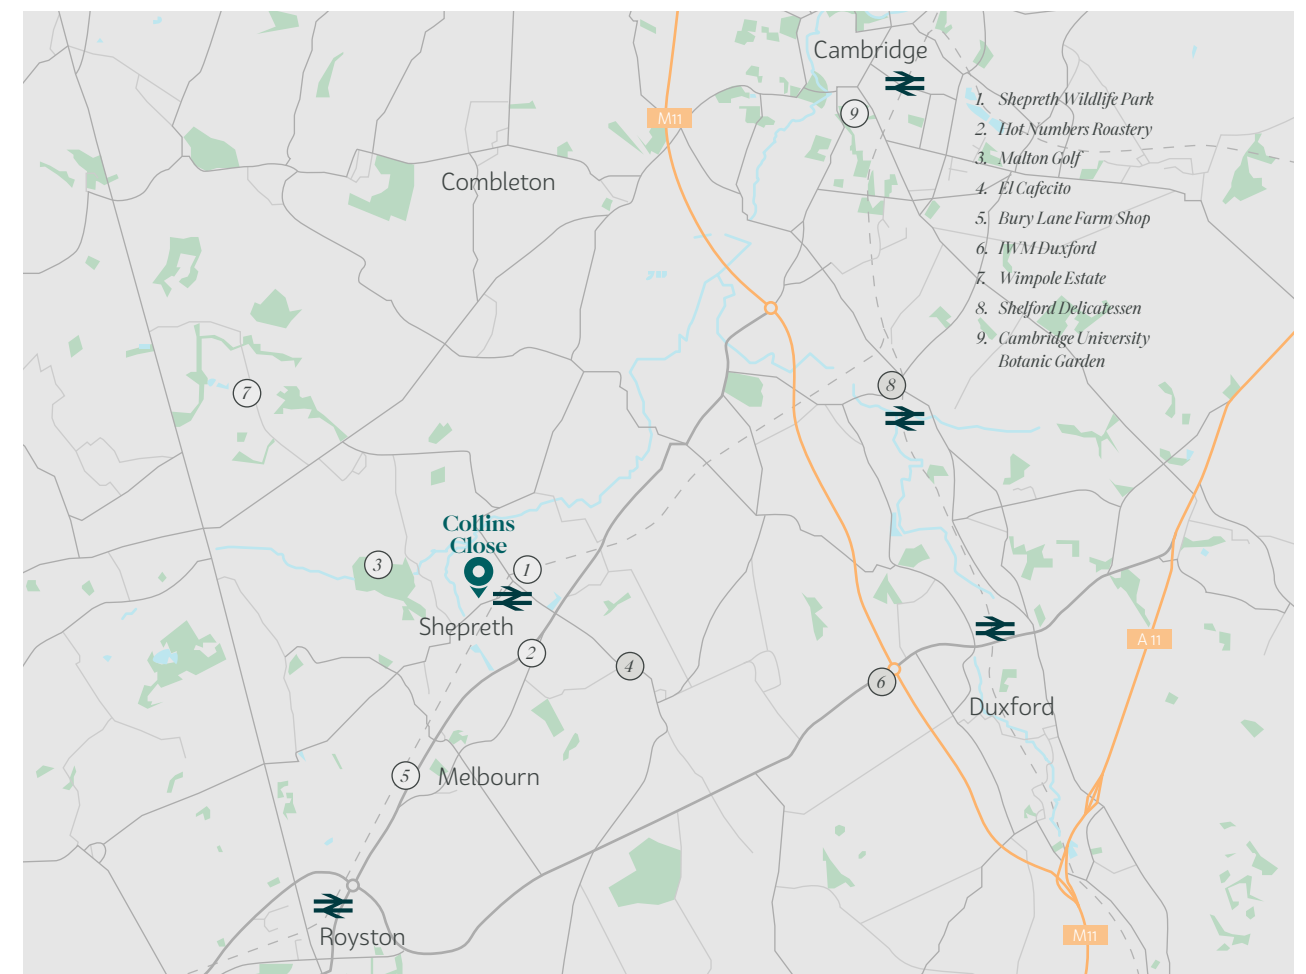 Cambridge
M11
9
1. Shepreth Wildlife Park
2. Hot Numbers Roastery
3. Malton Golf
4. El Cafecito
5. Bury Lane Farm Shop
6. IWM Duxford
7. Wimpole Estate
8. Shelford Delicatessen
9. Cambridge University
Botanic Garden
Combleton
7
8
Collins
Close
3
1
Shepreth
2
4
A 11
6
Duxford
5
Melbourn
Royston
M11